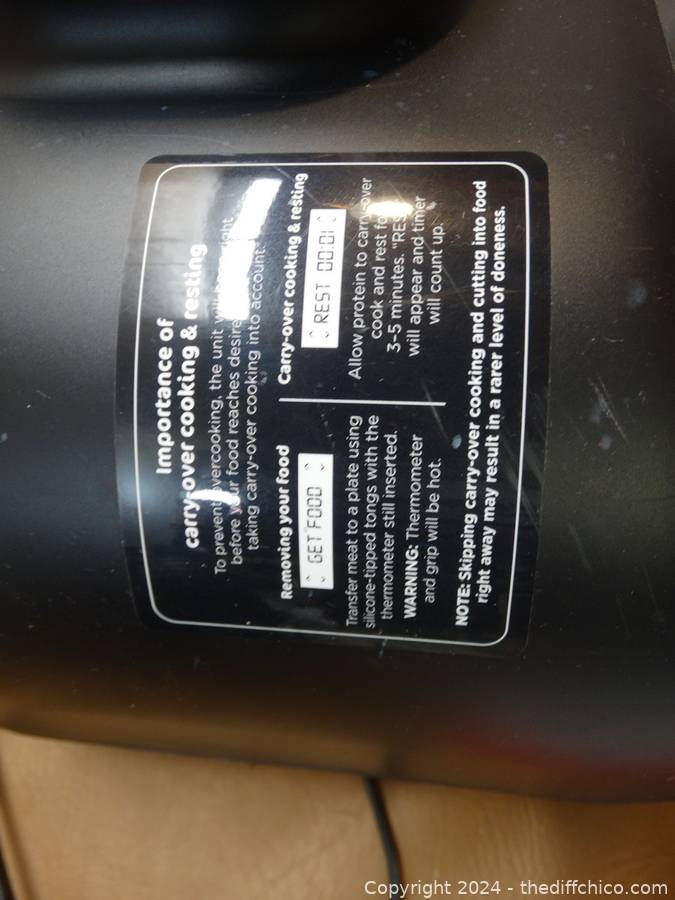 Importance of
carry-over cooking & resting
To prevent overcooking, the unit will
before your food reaches desired
taking carry-over cooking into account.
Removing your food
GET FOOD
Transfer meat to a plate using
silicone-tipped tongs with the
thermometer still inserted.
WARNING: Thermometer
and grip will be hot.
Carry-over cooking & resting
REST 00:01
Allow protein to carry-over
cook and rest for
3-5 minutes. "REST"
will appear and timer
will count up.
NOTE: Skipping carry-over cooking and cutting into food
right away may result in a rarer level of doneness.
Copyright © 2024 - thediffchico.com